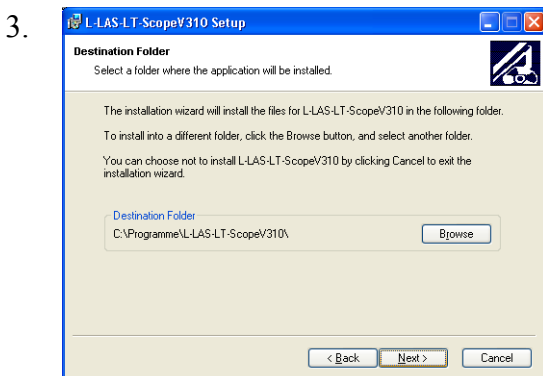 3.
L-LAS-LT-ScopeV310 Setup
Destination Folder
Select a folder where the application will be installed.
The installation wizard will install the files for L-LAS-LT-ScopeV310 in the following folder.
To install into a different folder, click the Browse button, and select another folder.
You can choose not to install L-LAS-LT-ScopeV310 by clicking Cancel to exit the
installation wizard.
Destination Folder
C:\Programme\L-LAS-LT-ScopeV310\
Browse
< Back
Next >
Cancel